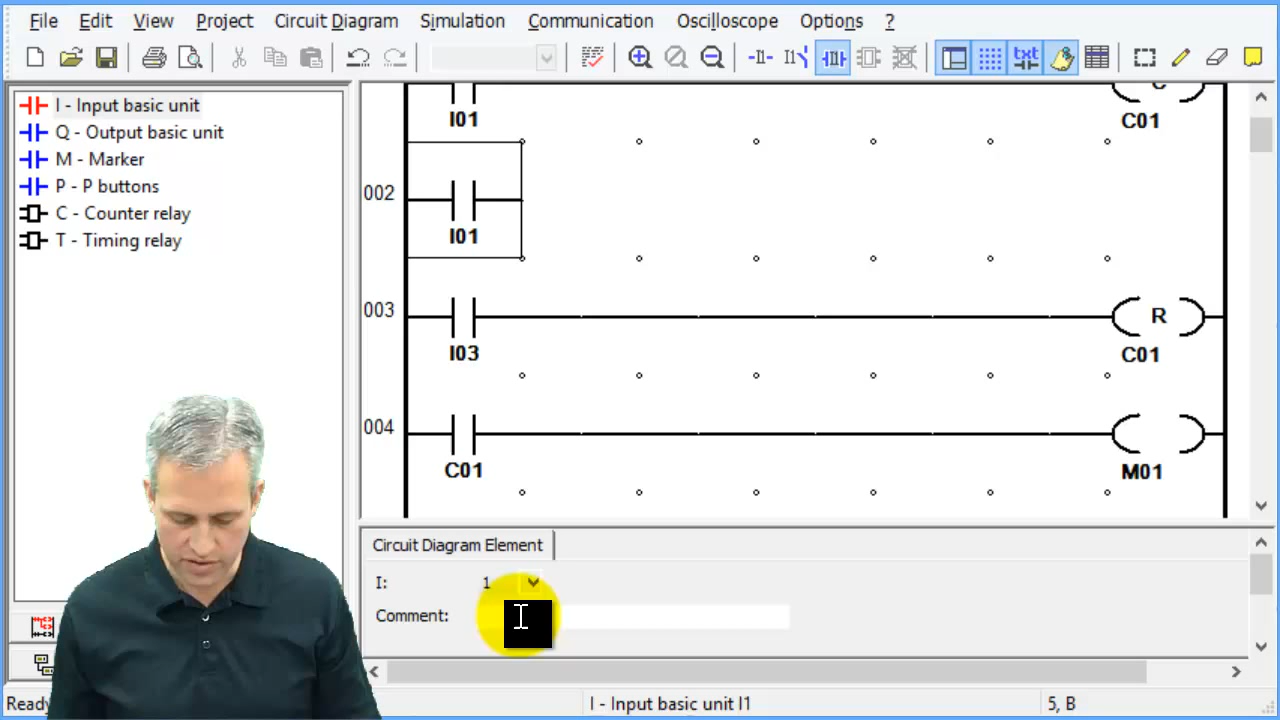 File Edit View Project Circuit Diagram Simulation Communication Oscilloscope Options ?
txt
I - Input basic unit
Q - Output basic unit
M - Marker
P - P buttons
C - Counter relay
T - Timing relay
I01
C01
002
I01
003
R
I03
C01
004
C01
M01
Circuit Diagram Element
I: 1
Comment:
Ready
I - Input basic unit I1
5, B